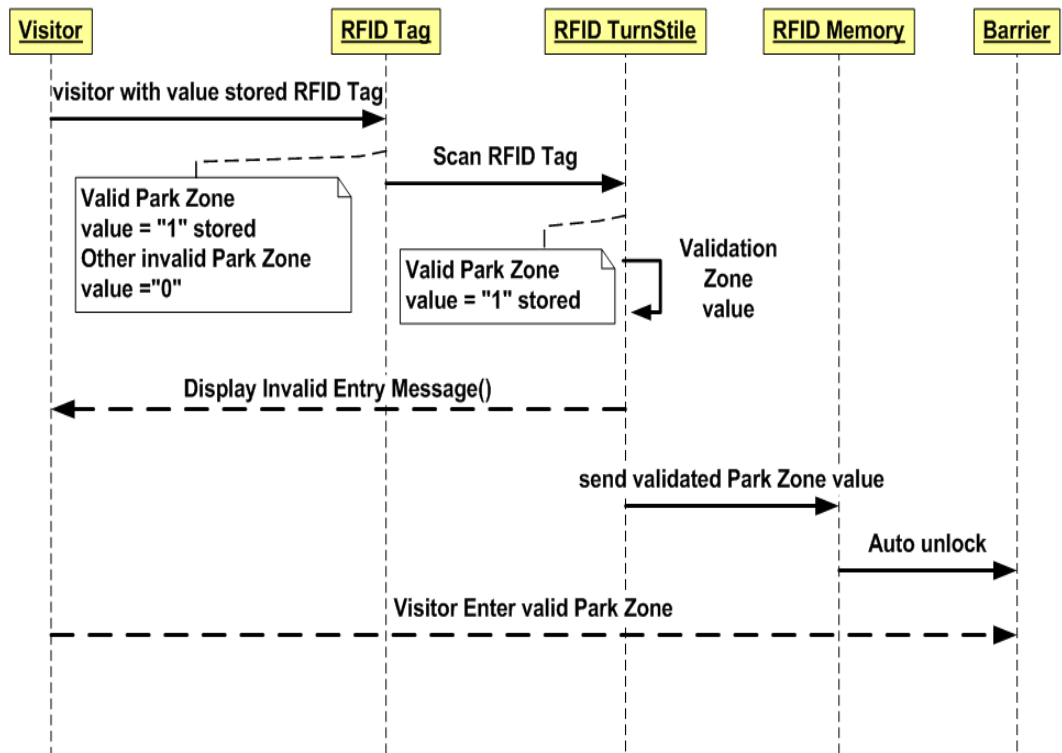 Visitor
RFID Tag
RFID TurnStile
RFID Memory
Barrier
visitor with value stored RFID Tag
Scan RFID Tag
Valid Park Zone
value = "1" stored
Other invalid Park Zone
value ="0"
Valid Park Zone
value = "1" stored
Validation
Zone
value
Display Invalid Entry Message()
send validated Park Zone value
Auto unlock
Visitor Enter valid Park Zone